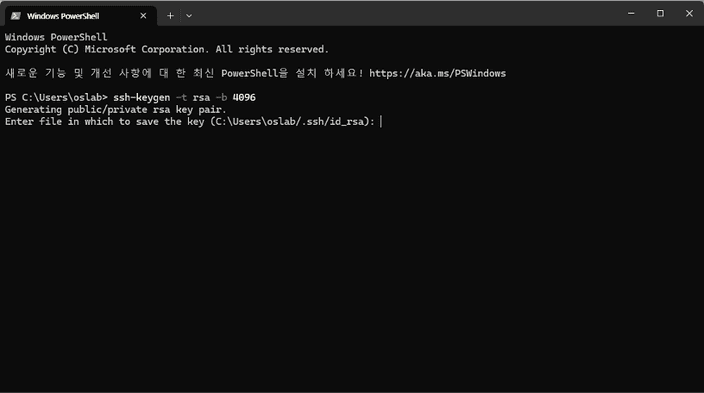 Windows PowerShell
Windows PowerShell
Copyright (C) Microsoft Corporation. All rights reserved.
새로운 기능 및 개선 사항에 대 한 최신 PowerShell을 설치 하세요! https://aka.ms/PSWindows
PS C:\Users\oslab> ssh-keygen -t rsa -b 4096
Generating public/private rsa key pair.
Enter file in which to save the key (C:\Users\oslab/.ssh/id_rsa):